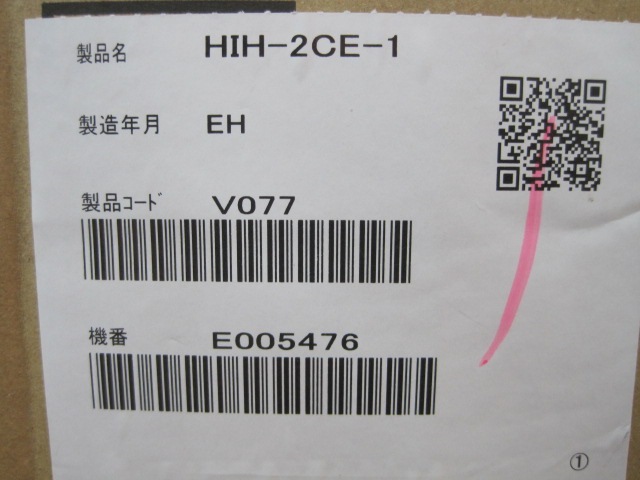 製品名 HIH-2CE-1
製造年月 EH
製品ｺｰﾄﾞ V077
機番 E005476
①